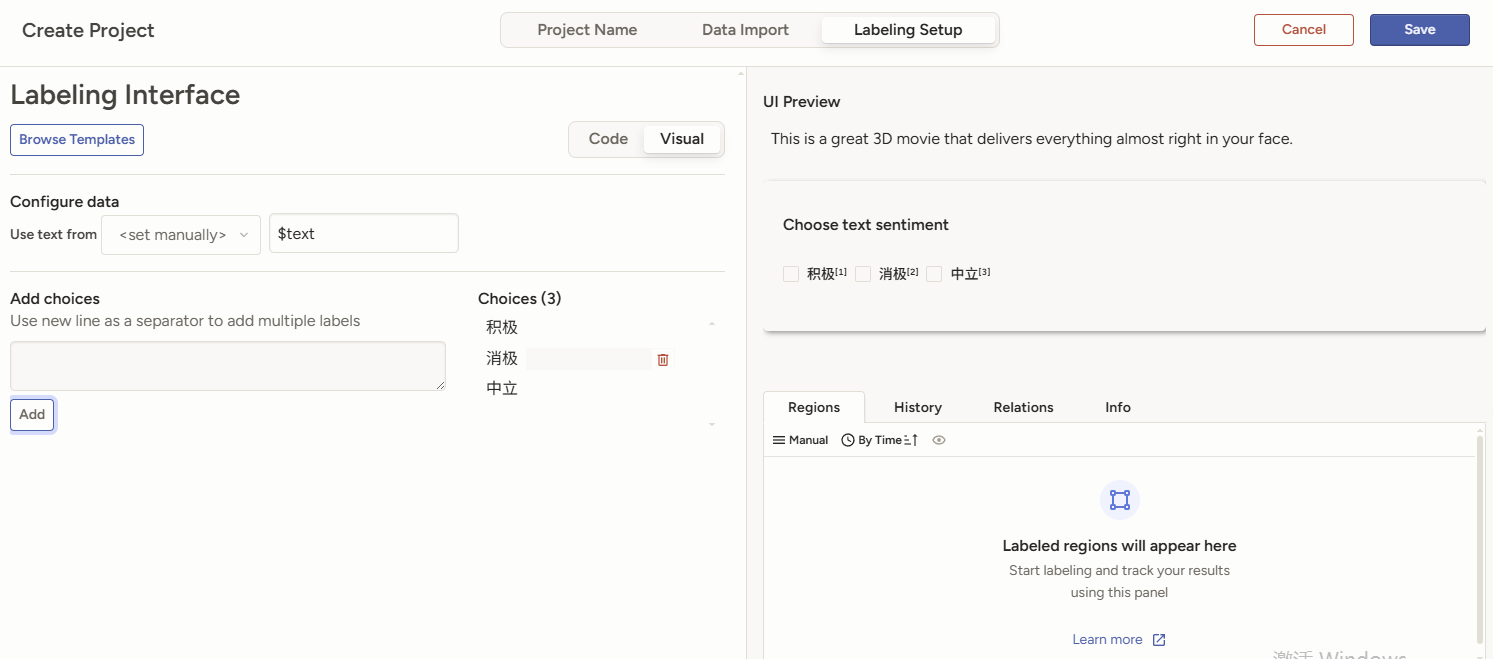 Create Project
Project Name
Data Import
Labeling Setup
Cancel
Save
Labeling Interface
Browse Templates
Code
Visual
Configure data
Use text from
<set manually>
$text
Add choices
Use new line as a separator to add multiple labels
Add
Choices (3)
积极
消极
中立
UI Preview
This is a great 3D movie that delivers everything almost right in your face.
Choose text sentiment
积极[1] 消极[2] 中立[3]
Regions
History
Relations
Info
Manual
By Time
Labeled regions will appear here
Start labeling and track your results
using this panel
Learn more
激活 Windows